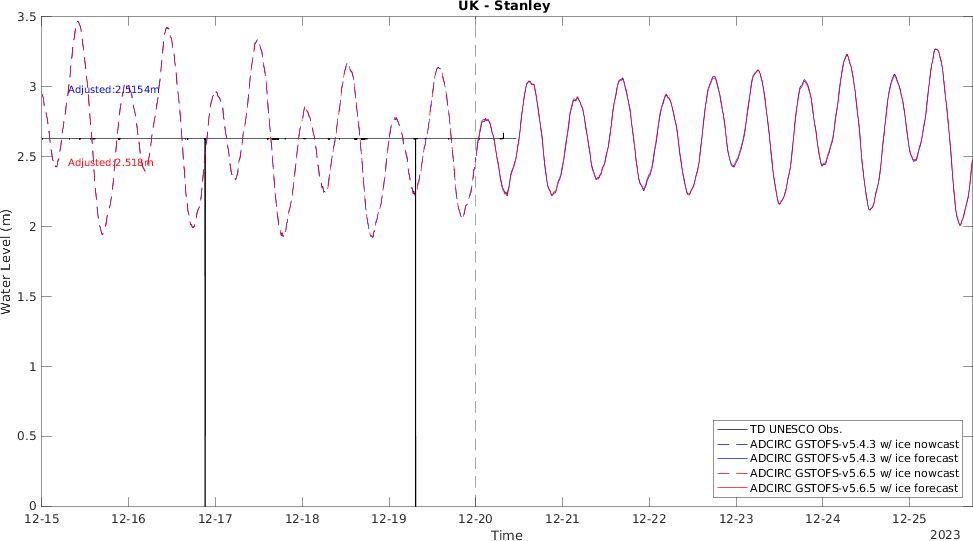 UK - Stanley
3.5
3
2.5
2
1.5
1
0.5
0
Water Level (m)
Adjusted:2.5154m
Adjusted:2.518m
TD UNESCO Obs.
ADCIRC GSTOFS-v5.4.3 w/ ice nowcast
ADCIRC GSTOFS-v5.4.3 w/ ice forecast
ADCIRC GSTOFS-v5.6.5 w/ ice nowcast
ADCIRC GSTOFS-v5.6.5 w/ ice forecast
12-15 12-16 12-17 12-18 12-19 12-20 12-21 12-22 12-23 12-24 12-25
Time
2023